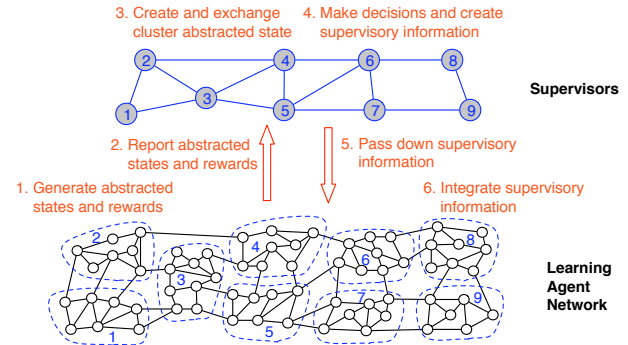 3. Create and exchange
cluster abstracted state
4. Make decisions and create
supervisory information
2
4
6
8
3
1
5
7
9
Supervisors
2. Report abstracted
states and rewards
5. Pass down supervisory
information
1. Generate abstracted
states and rewards
6. Integrate supervisory
information
2
4
6
8
3
1
5
7
9
Learning
Agent
Network